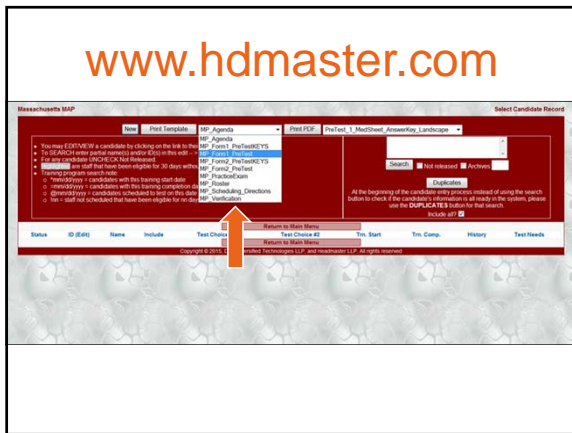 www.hdmaster.com
Massachusetts MAP
Select Candidate Record
New Print Template MP_Agenda Print PDF PreTest_1_MedSheet_AnswerKey_Landscape
MP_Agenda
MP_Form1_PreTestKEYS
MP_Form1_PreTest
MP_Form2_PreTestKEYS
MP_Form2_PreTest
MP_PracticeExam
MP_Roster
MP_Scheduling_Directions
MP_Verification
You may EDIT/VIEW a candidate by clicking on the link to the
To SEARCH enter partial name(s) and/or ID(s) in this edit -- >
For any candidate UNCHECK Not Released.
Highlighted are staff that have been eligible for 30 days witho
Training program search note
*mm/dd/yyyy = candidates with this training start date
=mm/dd/yyyy = candidates with this training completion da
@mm/dd/yyyy = candidates scheduled to test on this date
!nn = staff not scheduled that have been eligible for nn day
Search Not released Archives
Duplicates
At the beginning of the candidate entry process instead of using the search
button to check if the candidate's information is all ready in the system, please
use the DUPLICATES button for that search.
Include all?
Return to Main Menu
Status ID (Edit) Name Include Test Choice Test Choice #2 Trn. Start Trn. Comp. History Test Needs
Return to Main Menu
Copyright © 2015, D ersified Technologies LLP, and Headmaster LLP. All rights reserved